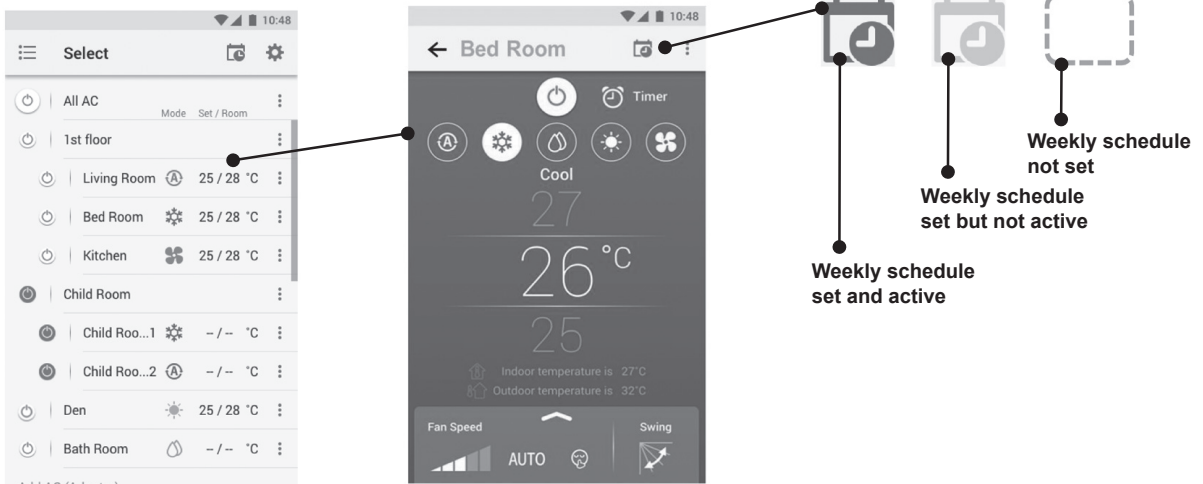 10:48
Select
All AC
Mode Set / Room
1st floor
Living Room A 25 / 28 °C
Bed Room 25 / 28 °C
Kitchen 25 / 28 °C
Child Room
Child Roo...1 -- / -- °C
Child Roo...2 A -- / -- °C
Den 25 / 28 °C
Bath Room -- / -- °C
10:48
Bed Room
Timer
A
Cool
27
26 °C
25
Indoor temperature is 27°C
Outdoor temperature is 32°C
Fan Speed
Swing
AUTO
Weekly schedule
not set
Weekly schedule
set but not active
Weekly schedule
set and active